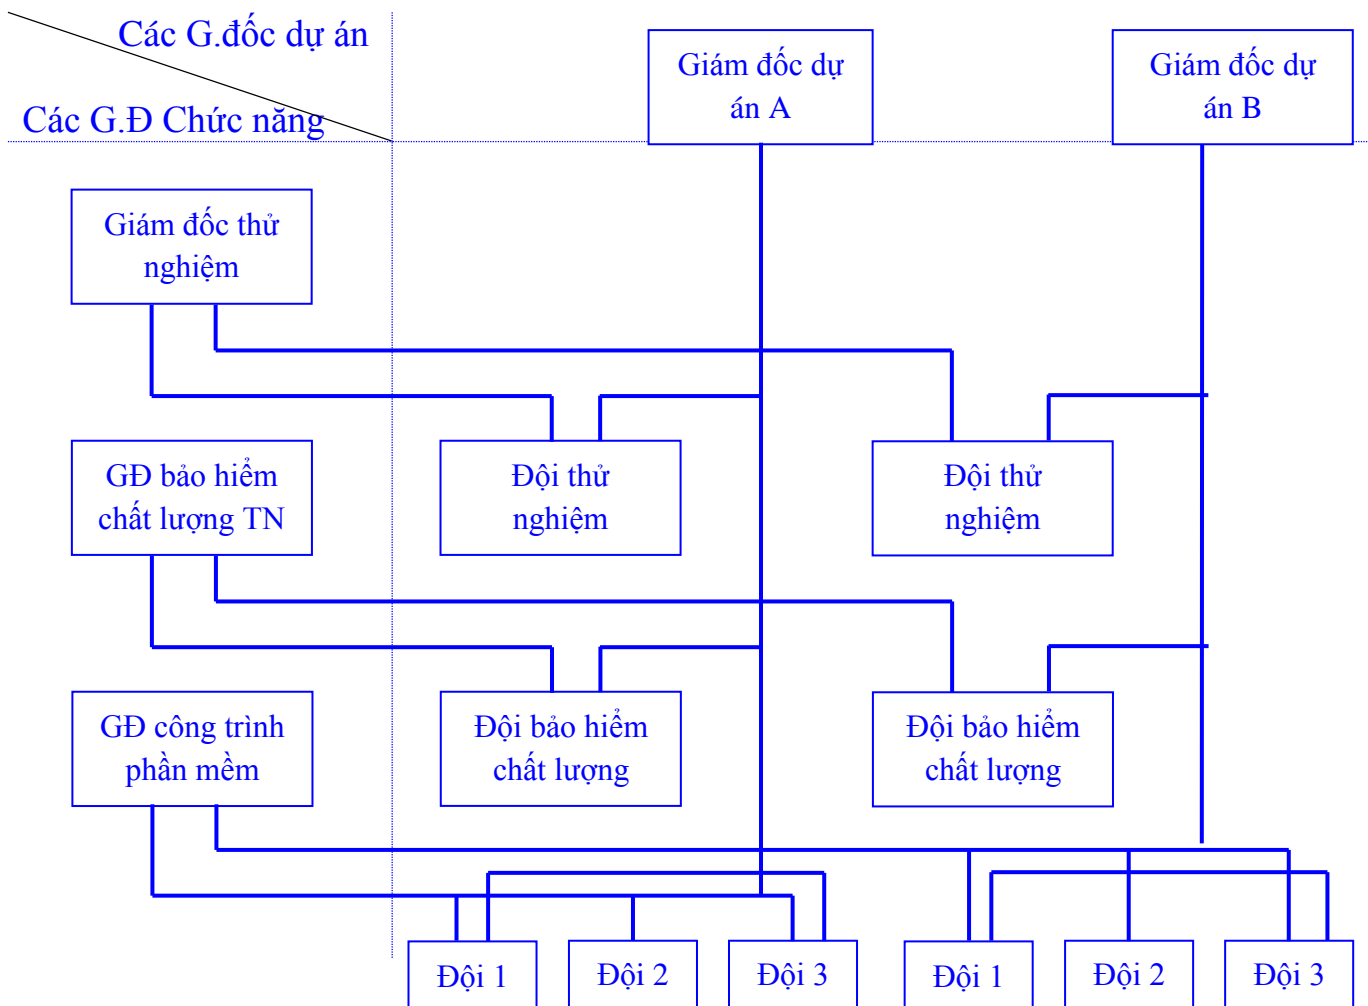 Các G.đốc dự án
Các G.Đ Chức năng
Giám đốc dự
án A
Giám đốc dự
án B
Giám đốc thử
nghiệm
GĐ bảo hiểm
chất lượng TN
Đội thử
nghiệm
Đội thử
nghiệm
GĐ công trình
phần mềm
Đội bảo hiểm
chất lượng
Đội bảo hiểm
chất lượng
Đội 1
Đội 2
Đội 3
Đội 1
Đội 2
Đội 3